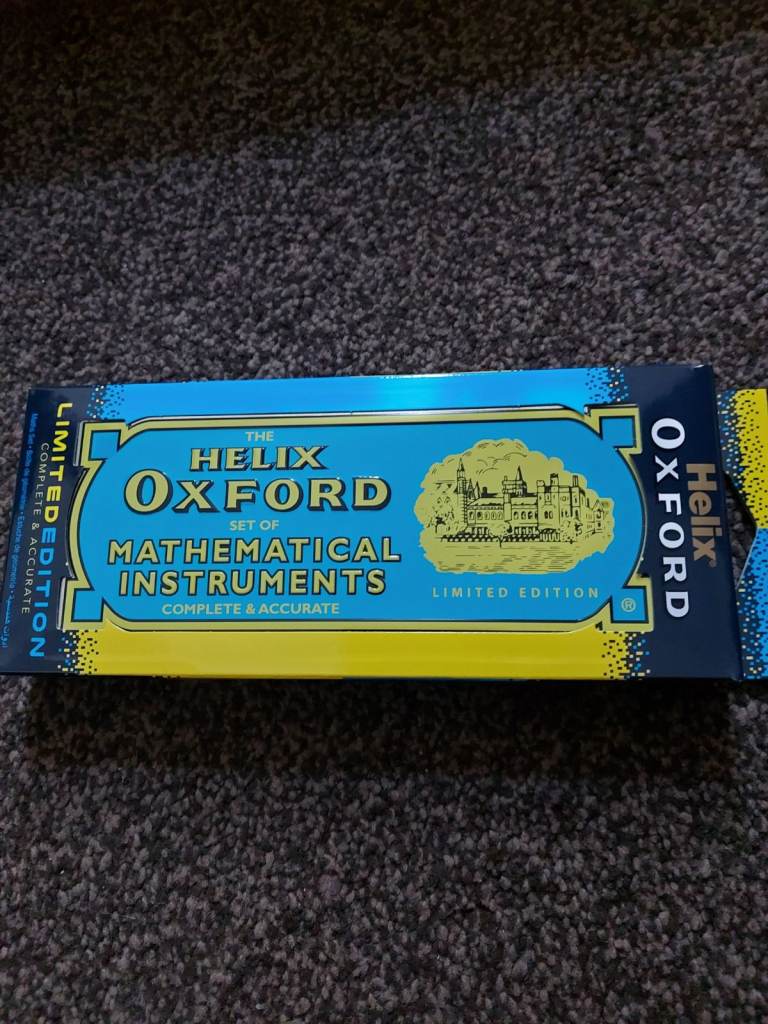 LIMITED EDITION
COMPLETE & ACCURATE
THE
HELIX
OXFORD
SET OF
MATHEMATICAL
INSTRUMENTS
COMPLETE & ACCURATE
LIMITED EDITION
®
Helix
OXFORD